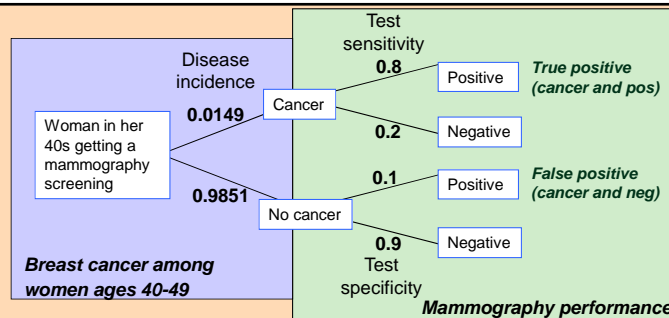 Test
sensitivity
Disease
incidence
0.8
Positive
True positive
(cancer and pos)
0.0149
Cancer
Woman in her
40s getting a
mammography
screening
0.2
Negative
0.1
Positive
False positive
(cancer and neg)
0.9851
No cancer
0.9
Negative
Breast cancer among
women ages 40-49
Test
specificity
Mammography performance